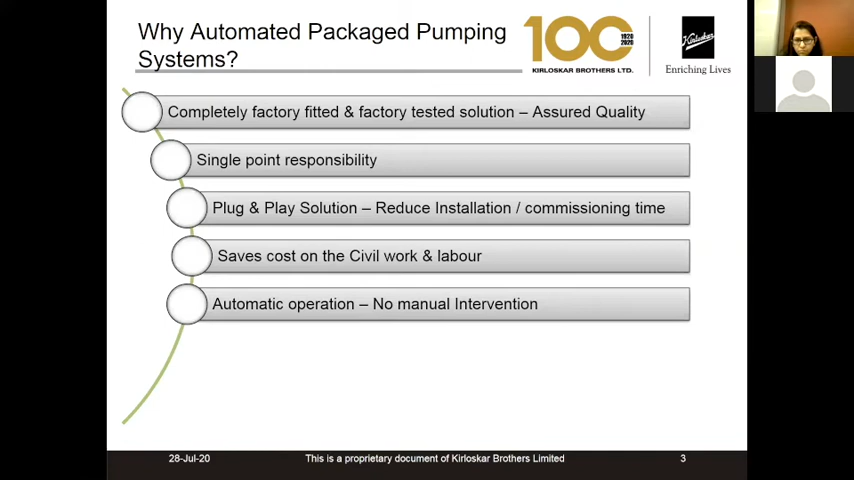 Why Automated Packaged Pumping
Systems?
100
1920
2020
KIRLOSKAR BROTHERS LTD.
Kirloskar
Enriching Lives
Completely factory fitted & factory tested solution – Assured Quality
Single point responsibility
Plug & Play Solution – Reduce Installation / commissioning time
Saves cost on the Civil work & labour
Automatic operation – No manual Intervention
28-Jul-20
This is a proprietary document of Kirloskar Brothers Limited
3